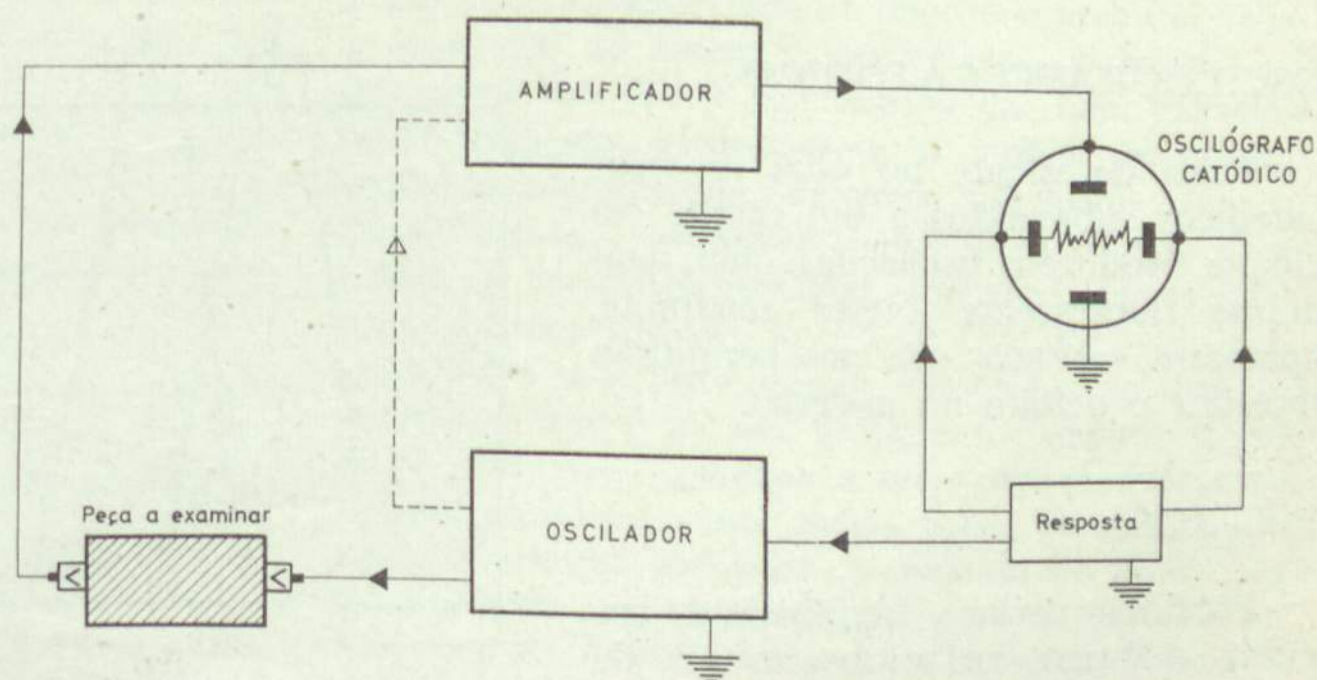 AMPLIFICADOR
OSCILÓGRAFO
CATÓDICO
Peça a examinar
OSCILADOR
Resposta